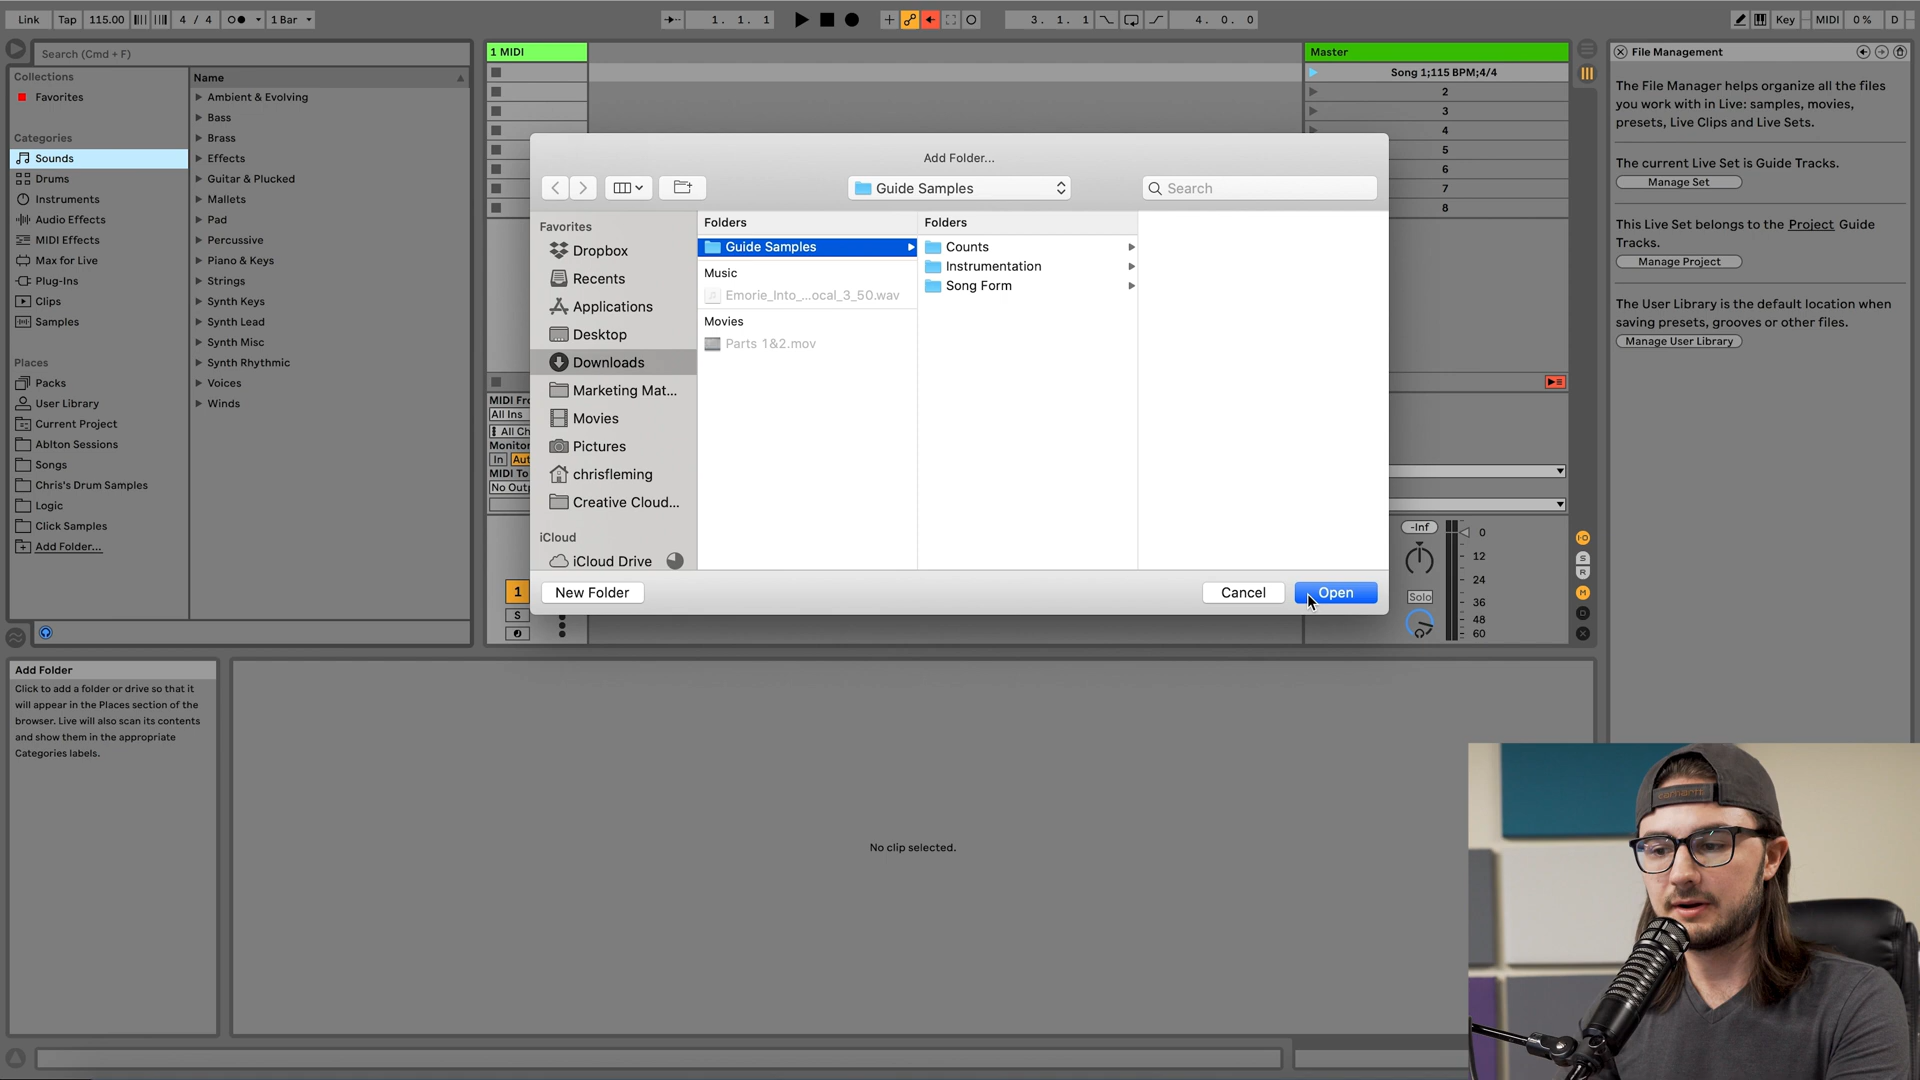 Link Tap 115.00 4 / 4 1 Bar 1. 1. 1 3. 1. 1 4. 0. 0 Key MIDI 0 % D
Search (Cmd + F)
Collections
Favorites
Categories
Sounds
Drums
Instruments
Audio Effects
MIDI Effects
Max for Live
Plug-Ins
Clips
Samples
Places
Packs
User Library
Current Project
Ablton Sessions
Songs
Chris's Drum Samples
Logic
Click Samples
Add Folder...
Name
Ambient & Evolving
Bass
Brass
Effects
Guitar & Plucked
Mallets
Pad
Percussive
Piano & Keys
Strings
Synth Keys
Synth Lead
Synth Misc
Synth Rhythmic
Voices
Winds
1 MIDI
MIDI Fro
All Ins
All Ch
Monitor
In Aut
MIDI To
No Outp
1
S
Add Folder...
Guide Samples
Search
Favorites
Dropbox
Recents
Applications
Desktop
Downloads
Marketing Mat...
Movies
Pictures
chrisfleming
Creative Cloud...
iCloud
iCloud Drive
Folders
Guide Samples
Music
Emorie_Into_...ocal_3_50.wav
Movies
Parts 1&2.mov
Folders
Counts
Instrumentation
Song Form
New Folder
Cancel
Open
Master
Song 1;115 BPM;4/4
2
3
4
5
6
7
8
-Inf
0
12
24
36
48
60
Solo
I·O
S
R
M
D
File Management
The File Manager helps organize all the files
you work with in Live: samples, movies,
presets, Live Clips and Live Sets.
The current Live Set is Guide Tracks.
Manage Set
This Live Set belongs to the Project Guide
Tracks.
Manage Project
The User Library is the default location when
saving presets, grooves or other files.
Manage User Library
Add Folder
Click to add a folder or drive so that it
will appear in the Places section of the
browser. Live will also scan its contents
and show them in the appropriate
Categories labels.
No clip selected.
carhartt